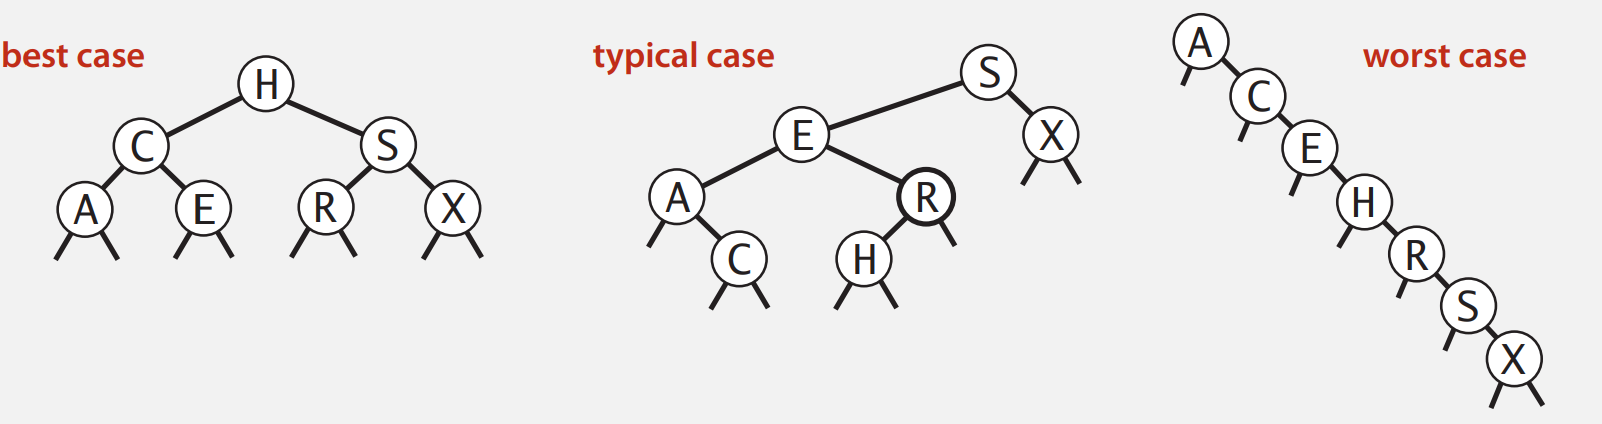 best case
H
C S
A E R X
typical case
S
E X
A R
C H
worst case
A
C
E
H
R
S
X